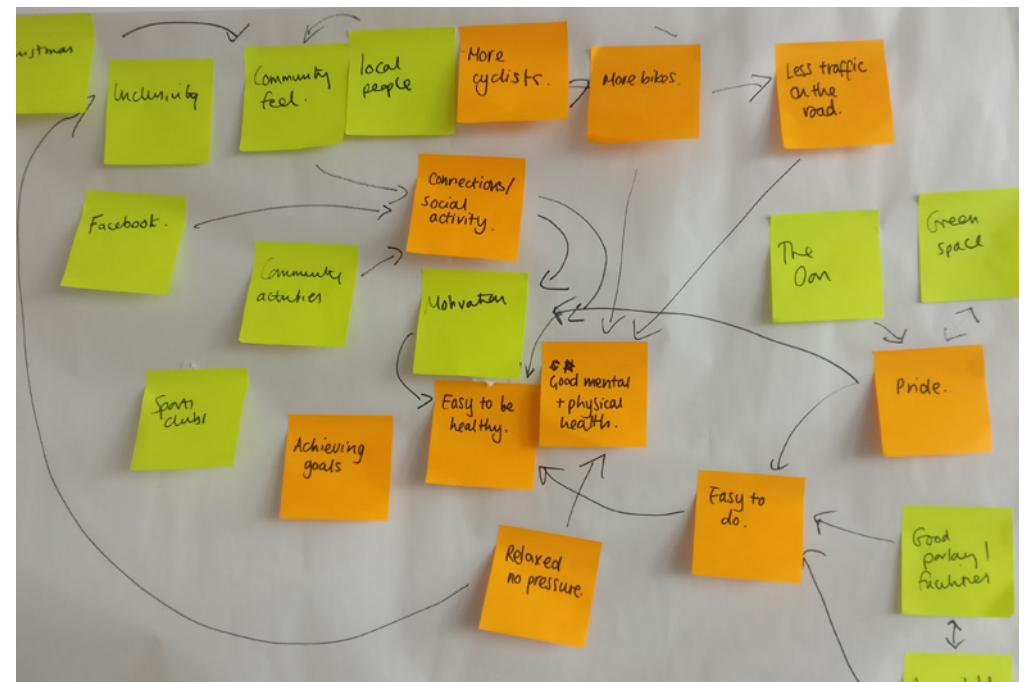 Inclusivity
Community
feel.
local
people
More
cyclists.
More bikes.
Less traffic
on the
road.
Facebook.
Connections/
social
activity.
Community
activities
Motivation
The
Green
space
Pride.
Sports
clubs
Achieving
goals
Easy to be
healthy.
Good mental
+ physical
health.
Easy to
do.
Relaxed
no pressure.
Good
facilities